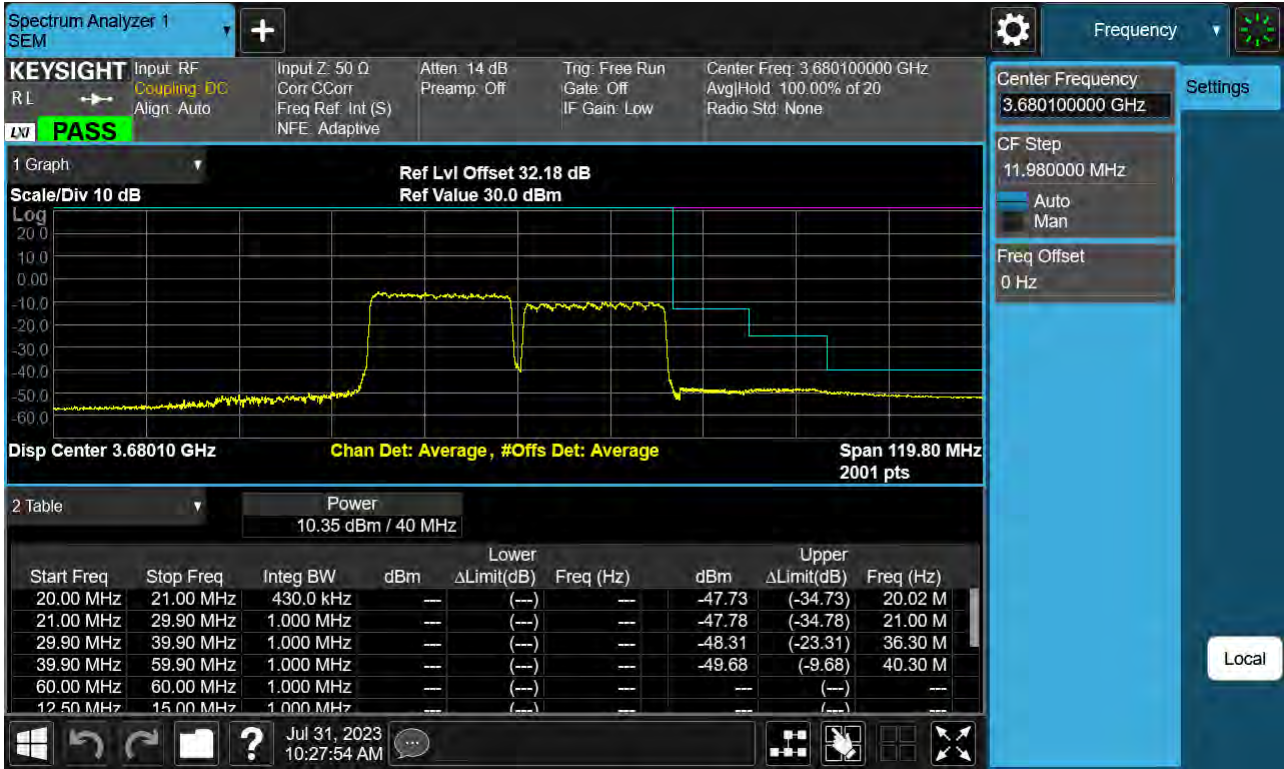 Spectrum Analyzer 1
SEM
Frequency
KEYSIGHT
R L
LXI
PASS
Input: RF
Coupling: DC
Align: Auto
Input Z: 50 Ω
Corr CCorr
Freq Ref: Int (S)
NFE: Adaptive
Atten: 14 dB
Preamp: Off
Trig: Free Run
Gate: Off
IF Gain: Low
Center Freq: 3.680100000 GHz
Avg|Hold: 100.00% of 20
Radio Std: None
Center Frequency
3.680100000 GHz
Settings
CF Step
11.980000 MHz
Auto
Man
Freq Offset
0 Hz
1 Graph
Scale/Div 10 dB
Ref Lvl Offset 32.18 dB
Ref Value 30.0 dBm
Log
20.0
10.0
0.00
-10.0
-20.0
-30.0
-40.0
-50.0
-60.0
Disp Center 3.68010 GHz
Chan Det: Average , #Offs Det: Average
Span 119.80 MHz
2001 pts
2 Table
Power
10.35 dBm / 40 MHz
Lower Upper
Start Freq Stop Freq Integ BW dBm ΔLimit(dB) Freq (Hz) dBm ΔLimit(dB) Freq (Hz)
20.00 MHz 21.00 MHz 430.0 kHz --- (---) --- -47.73 (-34.73) 20.02 M
21.00 MHz 29.90 MHz 1.000 MHz --- (---) --- -47.78 (-34.78) 21.00 M
29.90 MHz 39.90 MHz 1.000 MHz --- (---) --- -48.31 (-23.31) 36.30 M
39.90 MHz 59.90 MHz 1.000 MHz --- (---) --- -49.68 (-9.68) 40.30 M
60.00 MHz 60.00 MHz 1.000 MHz --- (---) --- --- (---) ---
12.50 MHz 15.00 MHz 1.000 MHz --- (---) --- --- (---) ---
Local
?
Jul 31, 2023
10:27:54 AM